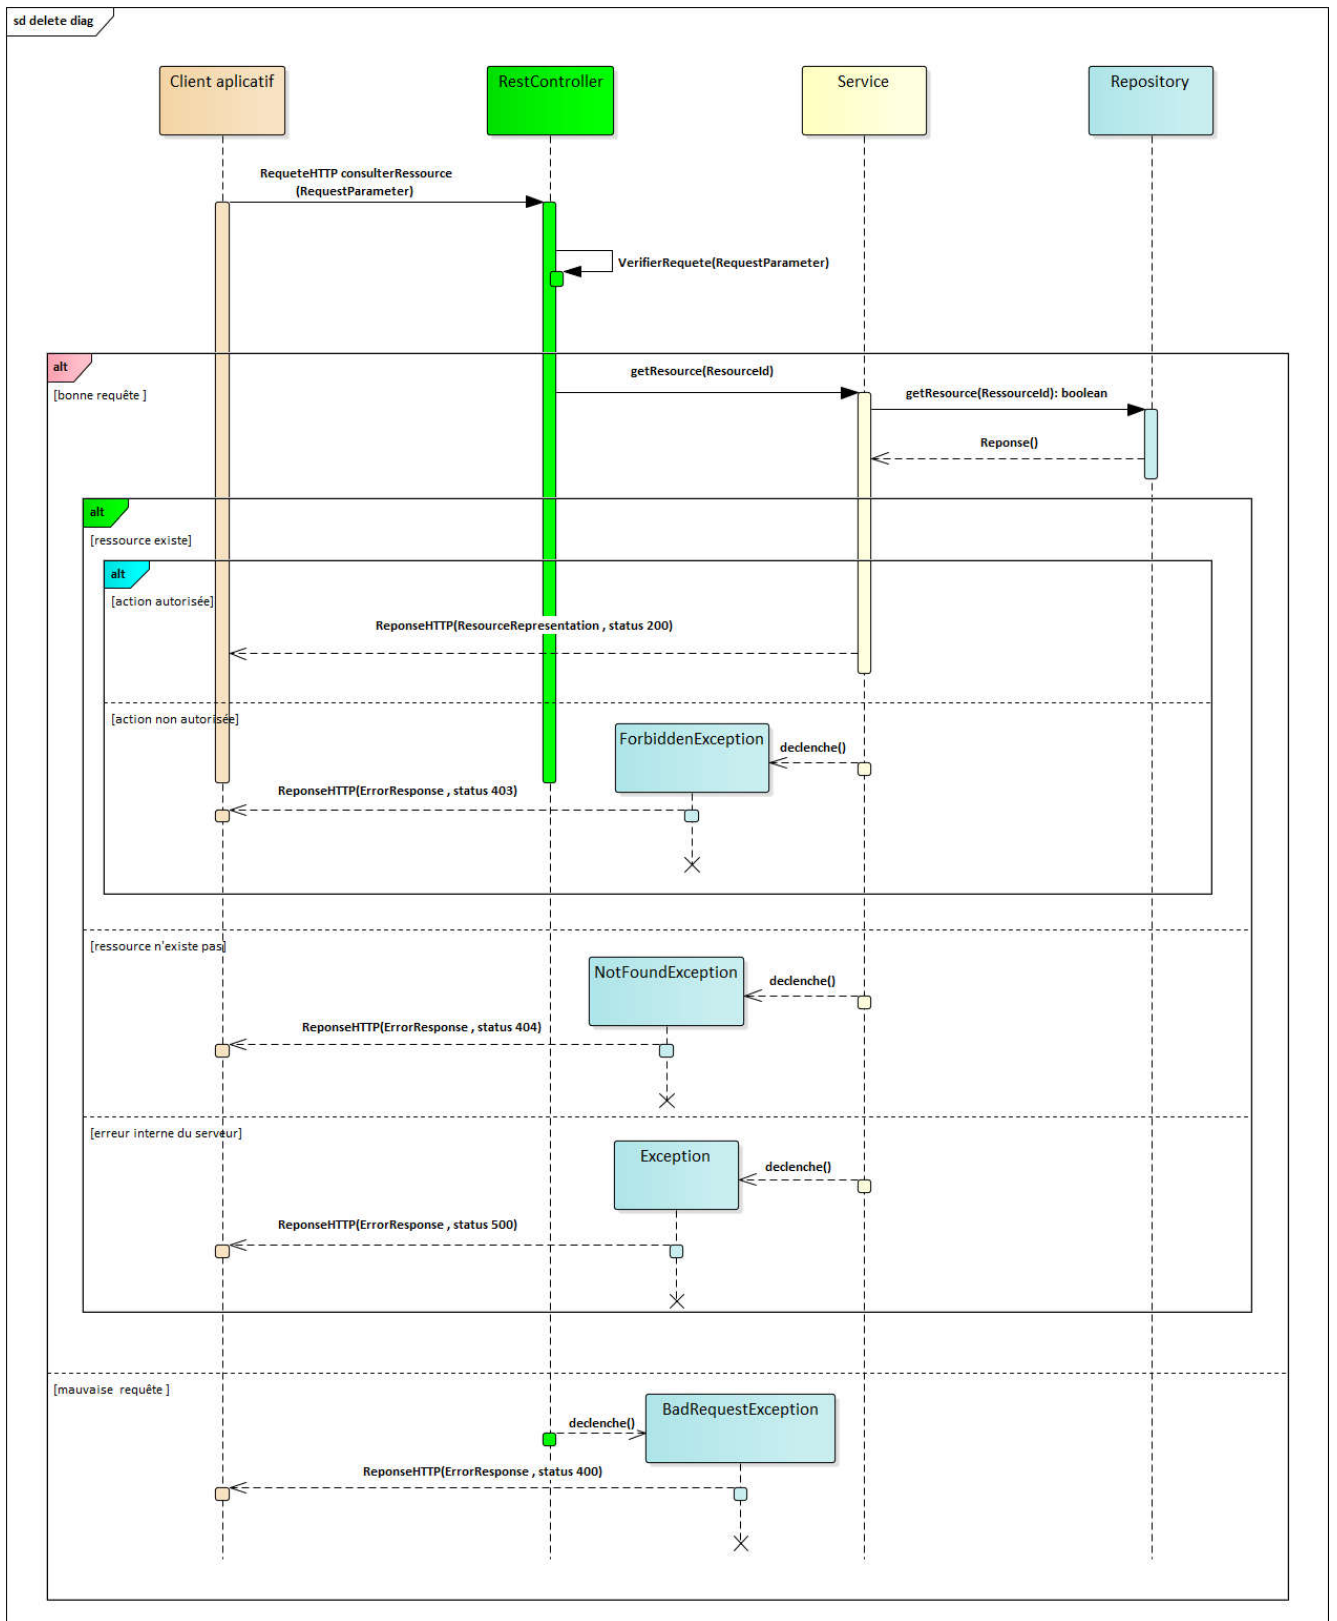 sd delete diag
Client aplicatif
RestController
Service
Repository
RequeteHTTP consulterRessource
(RequestParameter)
VerifierRequete(RequestParameter)
alt
[bonne requête ]
getResource(ResourceId)
getResource(RessourceId): boolean
Reponse()
alt
[ressource existe]
alt
[action autorisée]
ReponseHTTP(ResourceRepresentation , status 200)
[action non autorisée]
ForbiddenException
declenche()
ReponseHTTP(ErrorResponse , status 403)
[ressource n'existe pas]
NotFoundException
declenche()
ReponseHTTP(ErrorResponse , status 404)
[erreur interne du serveur]
Exception
declenche()
ReponseHTTP(ErrorResponse , status 500)
[mauvaise  requête ]
BadRequestException
declenche()
ReponseHTTP(ErrorResponse , status 400)